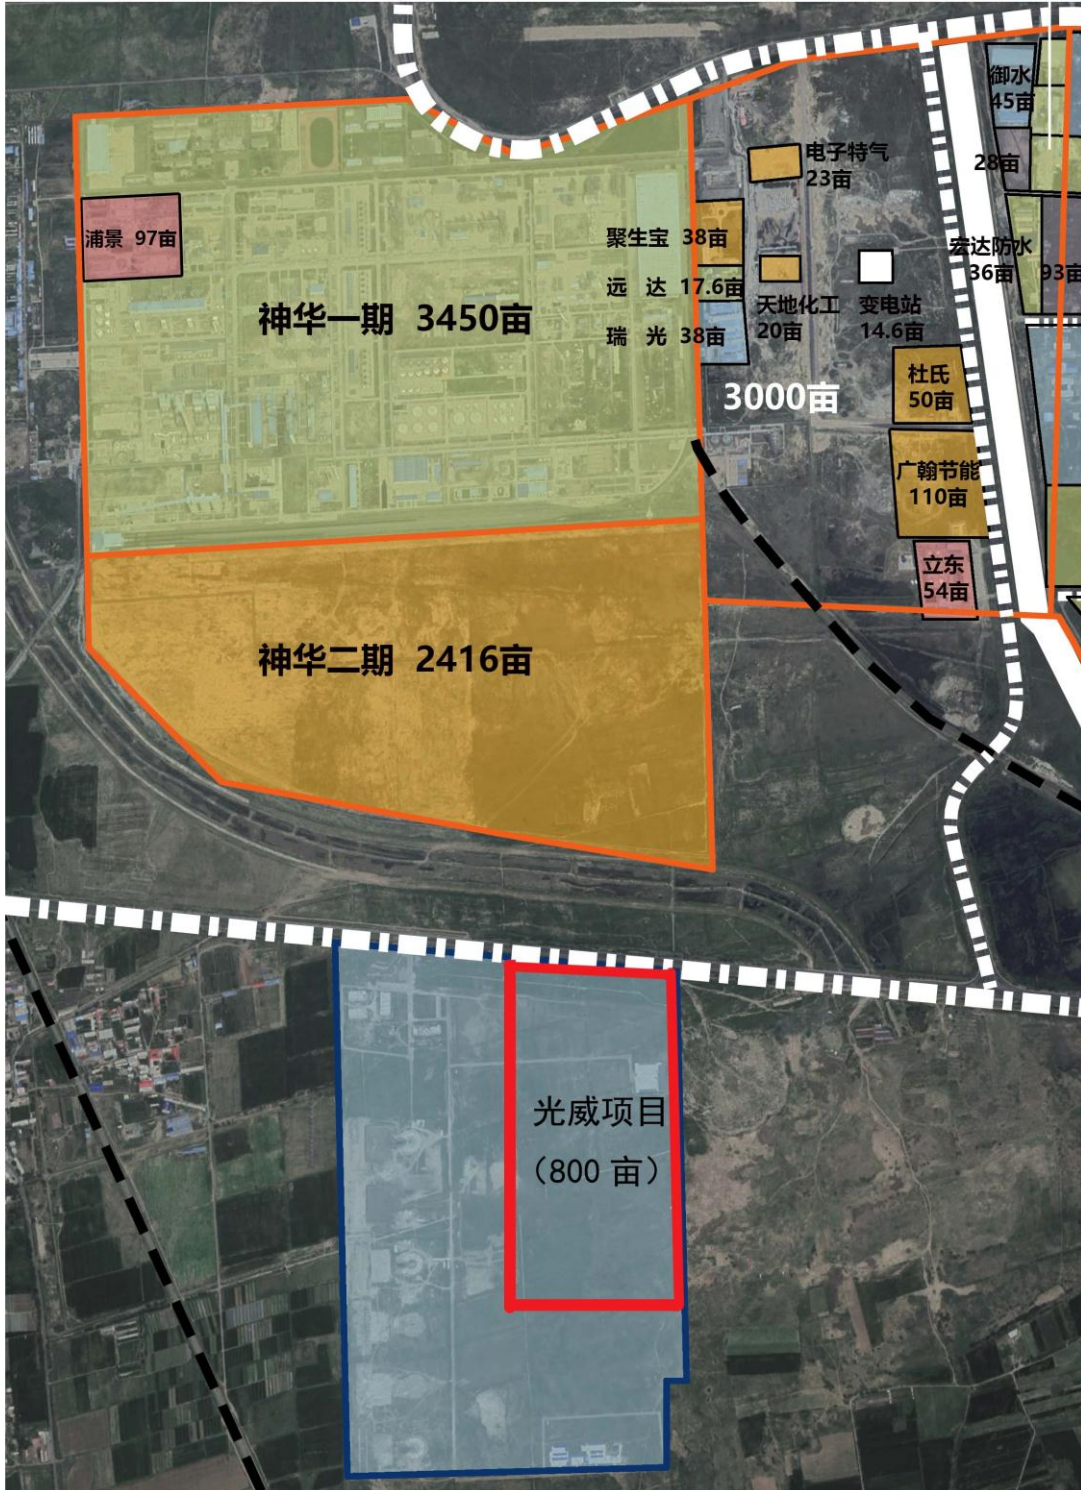 御水
45亩
电子特气
23亩
28亩
浦景 97亩
聚生宝 38亩
宏达防水
36亩
93亩
远 达 17.6亩
神华一期 3450亩
天地化工
20亩
变电站
14.6亩
瑞 光 38亩
杜氏
50亩
3000亩
广翰节能
110亩
立东
54亩
神华二期 2416亩
光威项目
（800 亩）